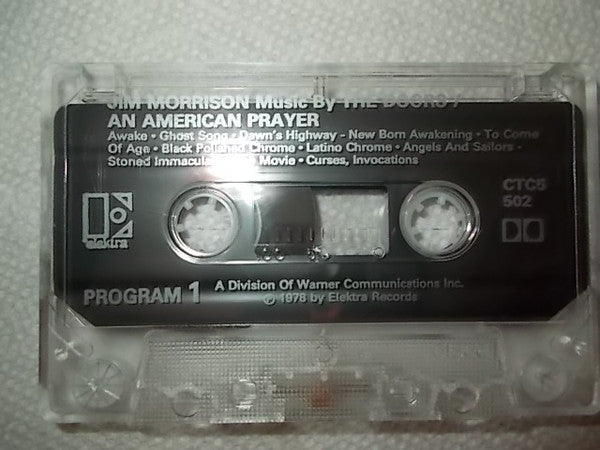 JIM MORRISON Music By THE DOORS /
AN AMERICAN PRAYER
Awake • Ghost Song • Dawn's Highway - New Born Awakening • To Come
Of Age • Black Polished Chrome • Latino Chrome • Angels And Sailors -
Stoned Immacula Movie • Curses, Invocations
CTC5
502
elektra
PROGRAM 1
A Division Of Warner Communications Inc.
℗ 1978 by Elektra Records